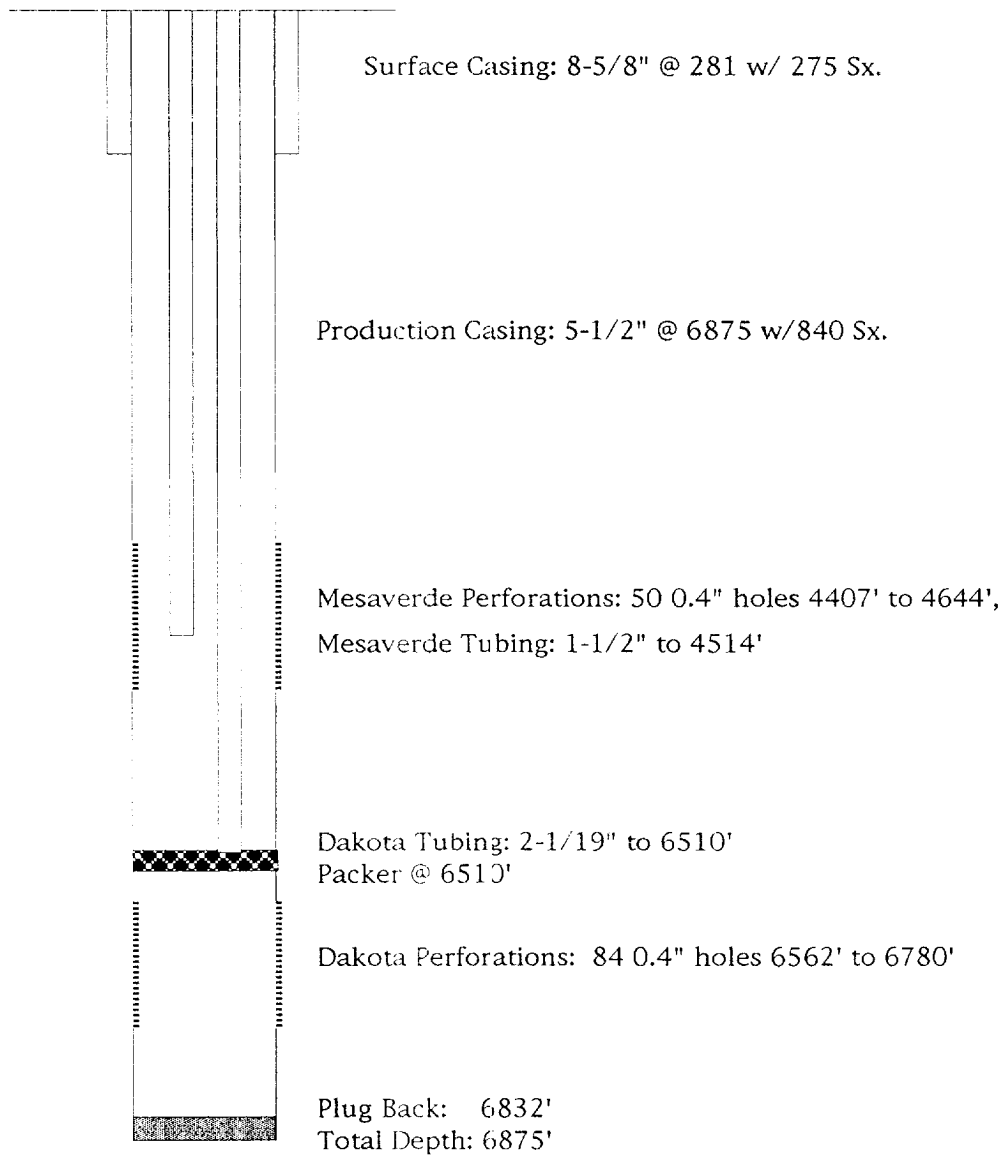 Surface Casing: 8-5/8" @ 281 w/ 275 Sx.
Production Casing: 5-1/2" @ 6875 w/840 Sx.
Mesaverde Perforations: 50 0.4" holes 4407' to 4644',
Mesaverde Tubing: 1-1/2" to 4514'
Dakota Tubing: 2-1/19" to 6510'
Packer @ 6510'
Dakota Perforations: 84 0.4" holes 6562' to 6780'
Plug Back: 6832'
Total Depth: 6875'